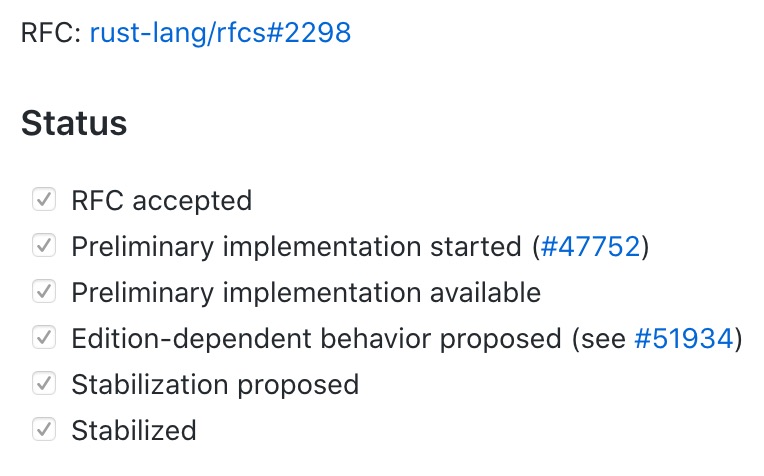 RFC: rust-lang/rfcs#2298
Status
RFC accepted
Preliminary implementation started (#47752)
Preliminary implementation available
Edition-dependent behavior proposed (see #51934)
Stabilization proposed
Stabilized